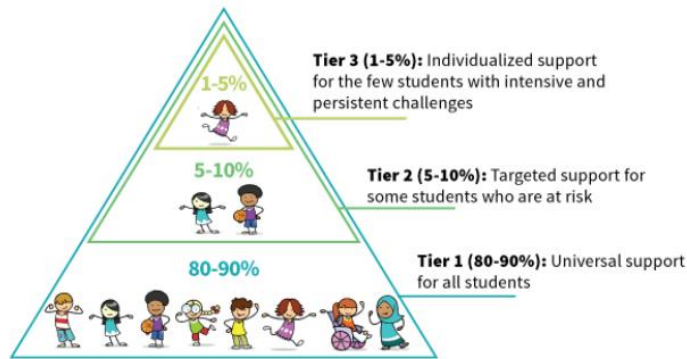 1-5%
Tier 3 (1-5%): Individualized support
for the few students with intensive and
persistent challenges
5-10%
Tier 2 (5-10%): Targeted support for
some students who are at risk
80-90%
Tier 1 (80-90%): Universal support
for all students